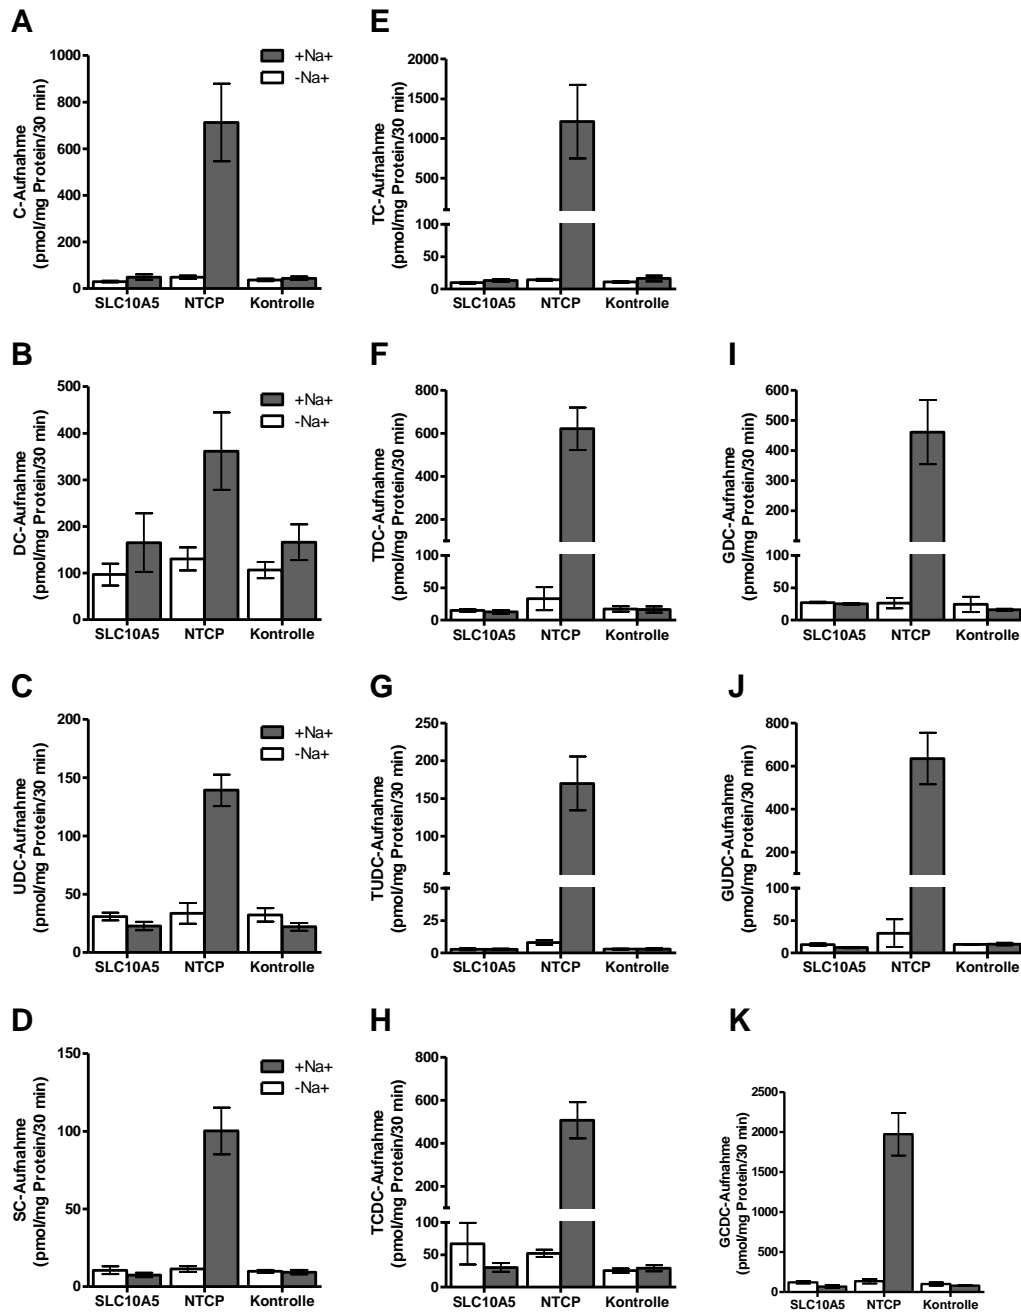 A
C-Aufnahme
(pmol/mg Protein/30 min)
1000
800
600
400
200
0
+Na+
-Na+
SLC10A5 NTCP Kontrolle
E
TC-Aufnahme
(pmol/mg Protein/30 min)
2000
1500
1000
500
100
50
0
SLC10A5 NTCP Kontrolle
B
DC-Aufnahme
(pmol/mg Protein/30 min)
500
400
300
200
100
0
+Na+
-Na+
SLC10A5 NTCP Kontrolle
F
TDC-Aufnahme
(pmol/mg Protein/30 min)
800
600
400
200
100
50
0
SLC10A5 NTCP Kontrolle
I
GDC-Aufnahme
(pmol/mg Protein/30 min)
600
500
400
300
200
100
100
50
0
SLC10A5 NTCP Kontrolle
C
UDC-Aufnahme
(pmol/mg Protein/30 min)
200
150
100
50
0
+Na+
-Na+
SLC10A5 NTCP Kontrolle
G
TUDC-Aufnahme
(pmol/mg Protein/30 min)
250
200
150
100
50
25
0
SLC10A5 NTCP Kontrolle
J
GUDC-Aufnahme
(pmol/mg Protein/30 min)
800
600
400
200
100
50
0
SLC10A5 NTCP Kontrolle
D
SC-Aufnahme
(pmol/mg Protein/30 min)
150
100
50
0
+Na+
-Na+
SLC10A5 NTCP Kontrolle
H
TCDC-Aufnahme
(pmol/mg Protein/30 min)
800
600
400
200
100
50
0
SLC10A5 NTCP Kontrolle
K
GCDC-Aufnahme
(pmol/mg Protein/30 min)
2500
2000
1500
1000
500
0
SLC10A5 NTCP Kontrolle